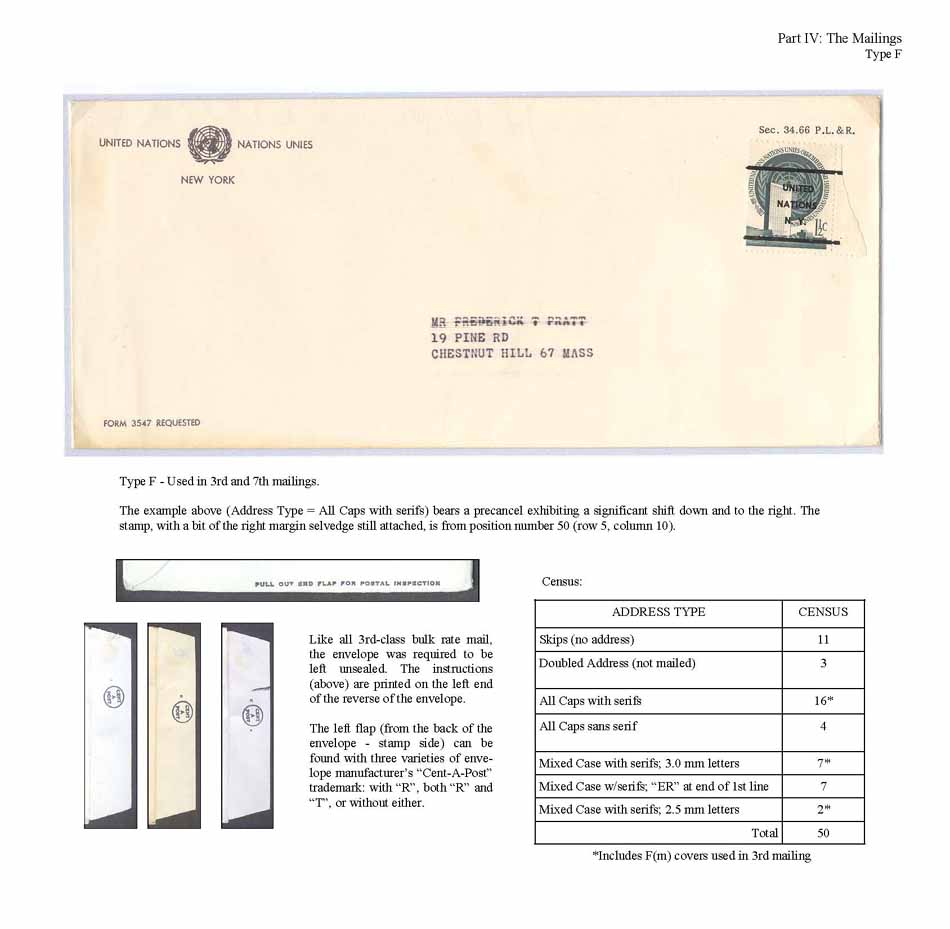 Part IV: The Mailings
Type F
Sec. 34.66 P.L.&R.
UNITED NATIONS NATIONS UNIES
NEW YORK
UNITED
NATIONS
N. Y.
1½c
MR FREDERICK T PRATT
19 PINE RD
CHESTNUT HILL 67 MASS
FORM 3547 REQUESTED
Type F - Used in 3rd and 7th mailings.
The example above (Address Type = All Caps with serifs) bears a precancel exhibiting a significant shift down and to the right. The
stamp, with a bit of the right margin selvedge still attached, is from position number 50 (row 5, column 10).
PULL OUT END FLAP FOR POSTAL INSPECTION
CENT
A
POST
CENT
A
POST
CENT
A
POST
Like all 3rd-class bulk rate mail,
the envelope was required to be
left unsealed. The instructions
(above) are printed on the left end
of the reverse of the envelope.
The left flap (from the back of the
envelope - stamp side) can be
found with three varieties of enve-
lope manufacturer's "Cent-A-Post"
trademark: with "R", both "R" and
"T", or without either.
Census:
ADDRESS TYPE CENSUS
Skips (no address) 11
Doubled Address (not mailed) 3
All Caps with serifs 16*
All Caps sans serif 4
Mixed Case with serifs; 3.0 mm letters 7*
Mixed Case w/serifs; "ER" at end of 1st line 7
Mixed Case with serifs; 2.5 mm letters 2*
Total 50
*Includes F(m) covers used in 3rd mailing